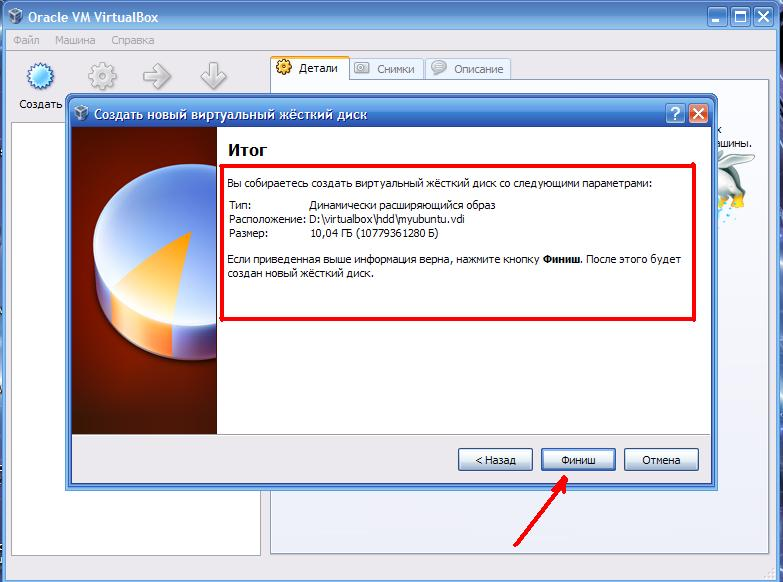 Oracle VM VirtualBox
Файл Машина Справка
Создать
Детали Снимки Описание
Создать новый виртуальный жёсткий диск
Итог
Вы собираетесь создать виртуальный жёсткий диск со следующими параметрами:
Тип: Динамически расширяющийся образ
Расположение: D:\virtualbox\hdd\myubuntu.vdi
Размер: 10,04 ГБ (10779361280 Б)
Если приведенная выше информация верна, нажмите кнопку Финиш. После этого будет
создан новый жёсткий диск.
< Назад Финиш Отмена